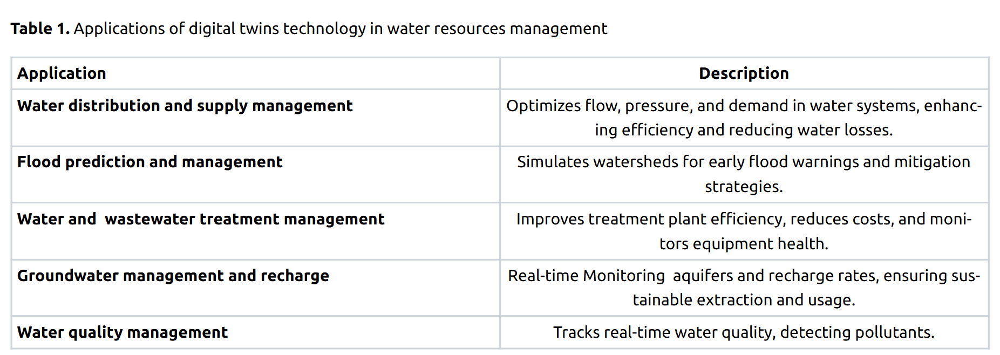 Table 1. Applications of digital twins technology in water resources management
Application
Description
Water distribution and supply management
Optimizes flow, pressure, and demand in water systems, enhanc-
ing efficiency and reducing water losses.
Flood prediction and management
Simulates watersheds for early flood warnings and mitigation
strategies.
Water and  wastewater treatment management
Improves treatment plant efficiency, reduces costs, and moni-
tors equipment health.
Groundwater management and recharge
Real-time Monitoring  aquifers and recharge rates, ensuring sus-
tainable extraction and usage.
Water quality management
Tracks real-time water quality, detecting pollutants.